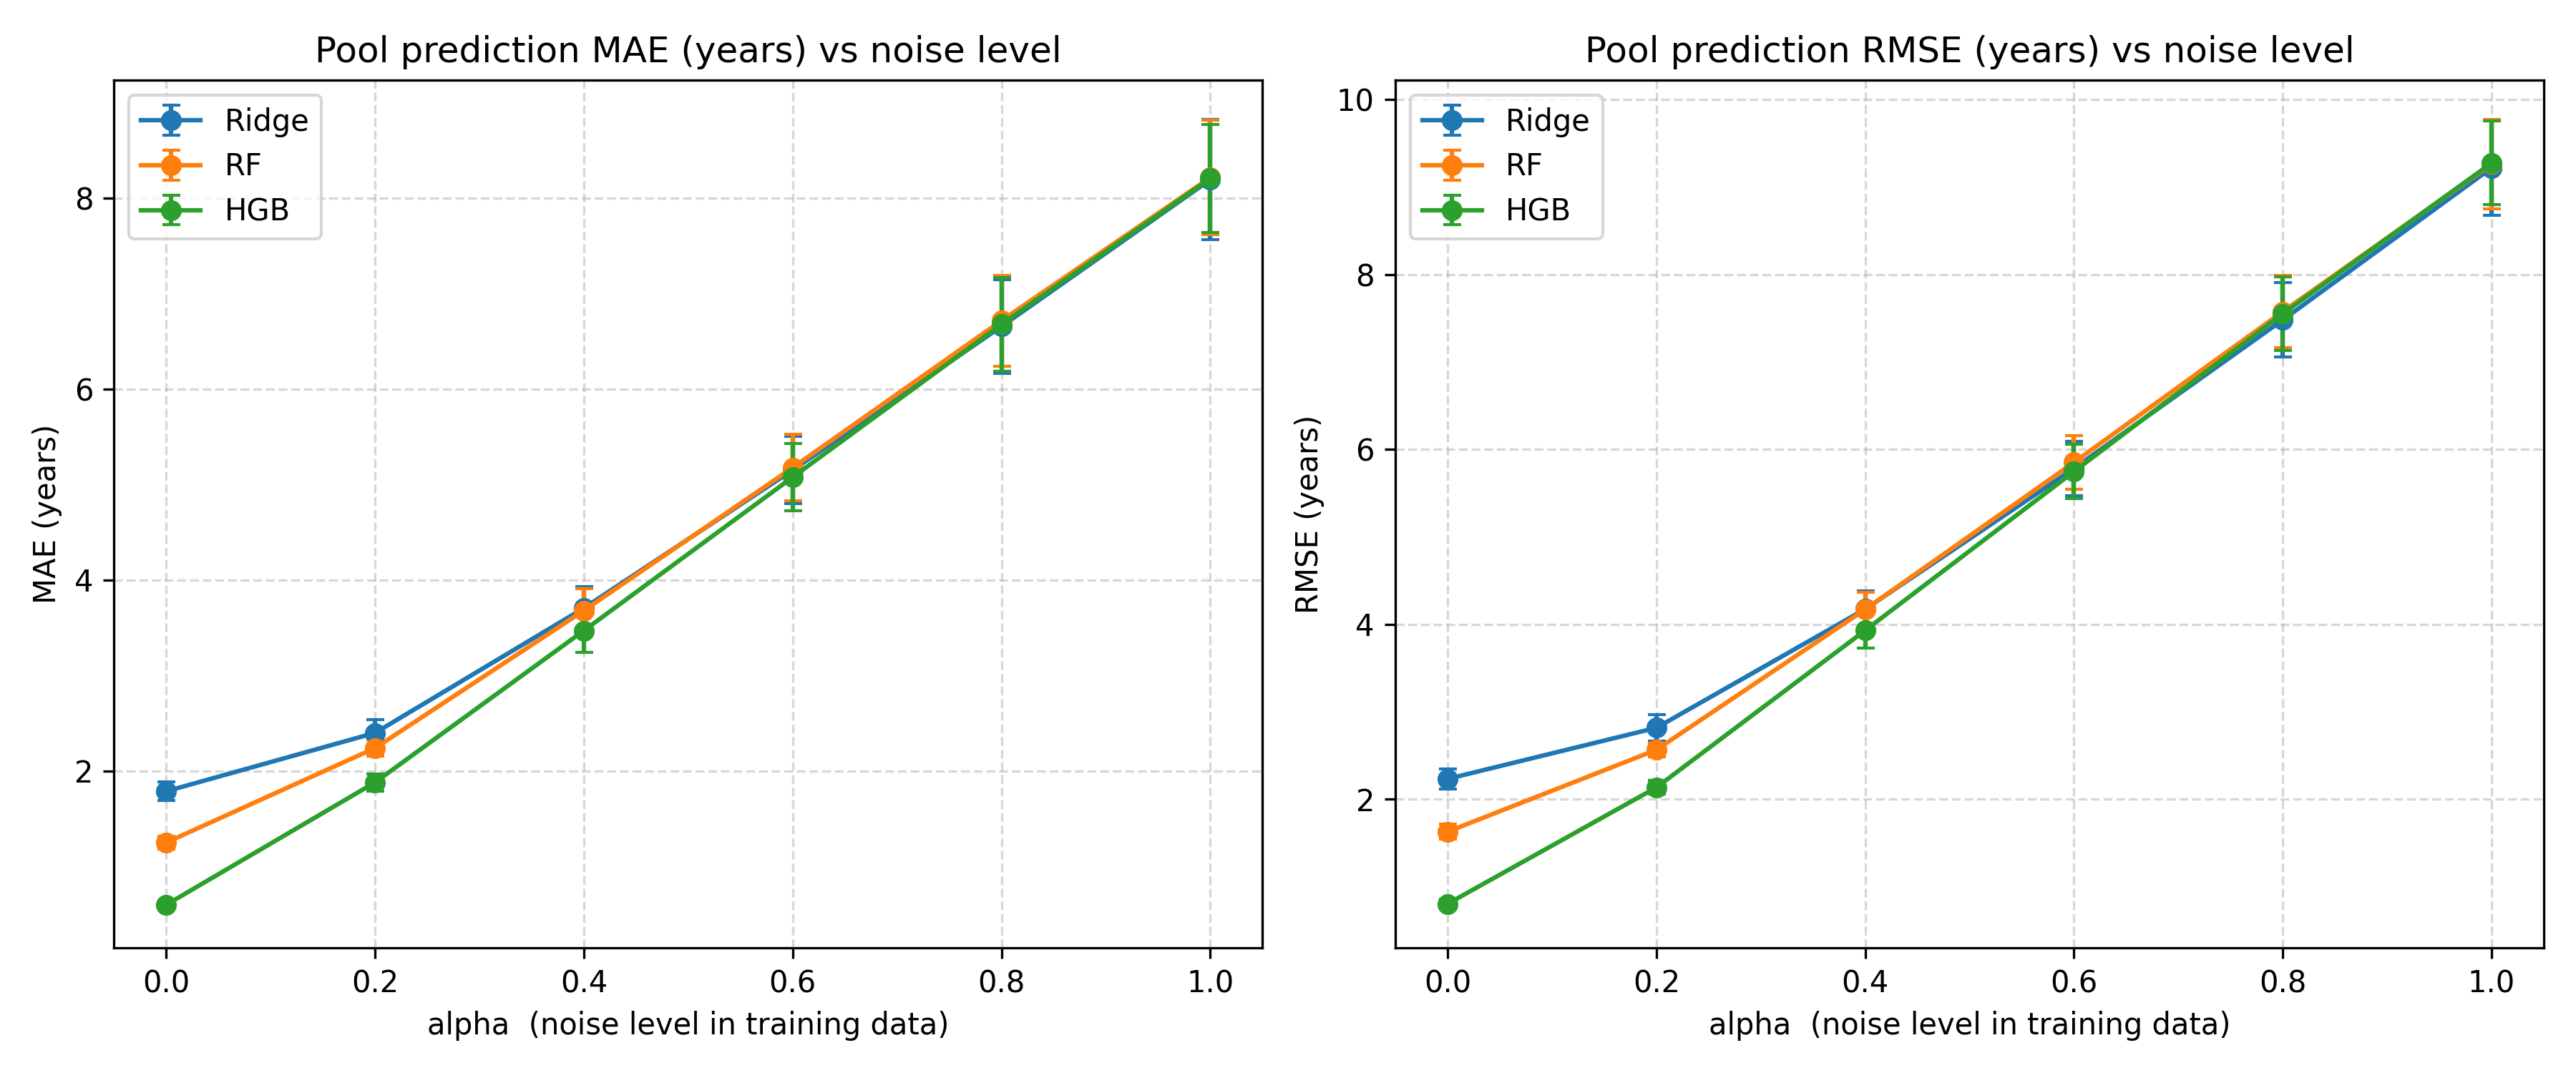 Pool prediction MAE (years) vs noise level
Ridge
RF
HGB
MAE (years)
8
6
4
2
0.0 0.2 0.4 0.6 0.8 1.0
alpha (noise level in training data)
Pool prediction RMSE (years) vs noise level
Ridge
RF
HGB
RMSE (years)
10
8
6
4
2
0.0 0.2 0.4 0.6 0.8 1.0
alpha (noise level in training data)